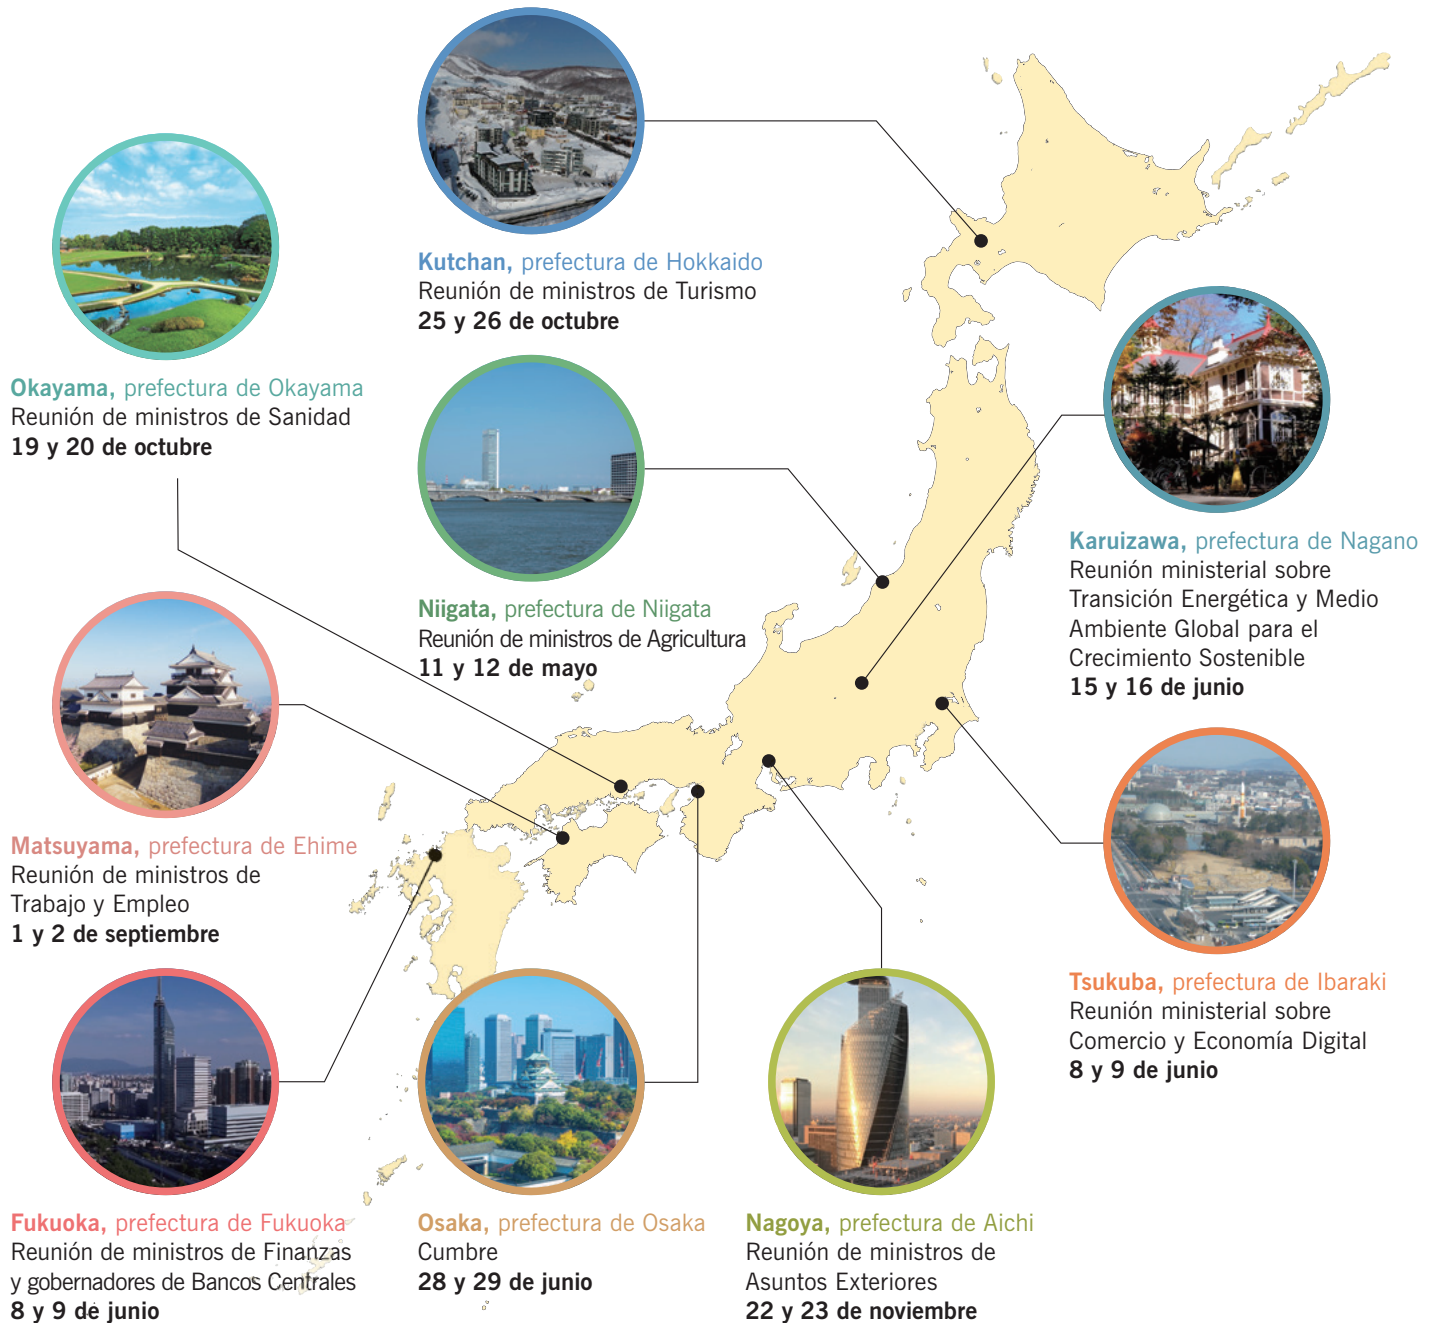 Kutchan, prefectura de Hokkaido
Reunión de ministros de Turismo
25 y 26 de octubre
Okayama, prefectura de Okayama
Reunión de ministros de Sanidad
19 y 20 de octubre
Niigata, prefectura de Niigata
Reunión de ministros de Agricultura
11 y 12 de mayo
Karuizawa, prefectura de Nagano
Reunión ministerial sobre
Transición Energética y Medio
Ambiente Global para el
Crecimiento Sostenible
15 y 16 de junio
Matsuyama, prefectura de Ehime
Reunión de ministros de
Trabajo y Empleo
1 y 2 de septiembre
Tsukuba, prefectura de Ibaraki
Reunión ministerial sobre
Comercio y Economía Digital
8 y 9 de junio
Fukuoka, prefectura de Fukuoka
Reunión de ministros de Finanzas
y gobernadores de Bancos Centrales
8 y 9 de junio
Osaka, prefectura de Osaka
Cumbre
28 y 29 de junio
Nagoya, prefectura de Aichi
Reunión de ministros de
Asuntos Exteriores
22 y 23 de noviembre